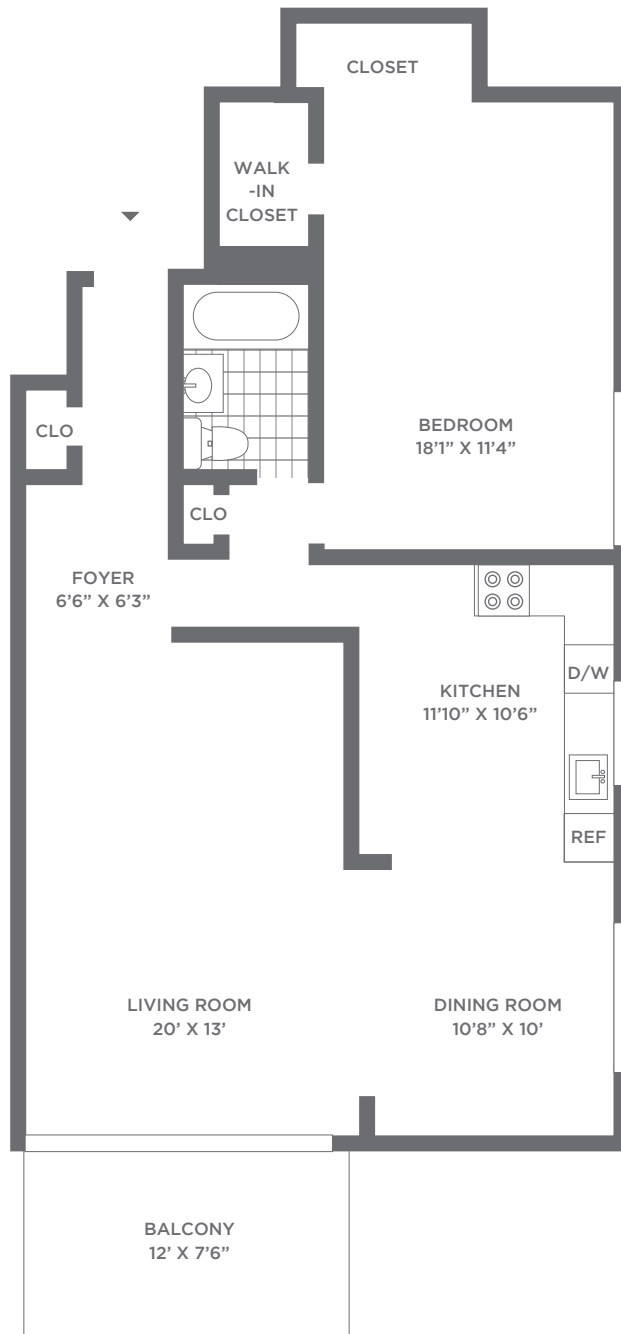 CLOSET
WALK
-IN
CLOSET
CLO
BEDROOM
18’1” X 11’4”
CLO
FOYER
6’6” X 6’3”
D/W
KITCHEN
11’10” X 10’6”
REF
LIVING ROOM
20’ X 13’
DINING ROOM
10’8” X 10’
BALCONY
12’ X 7’6”